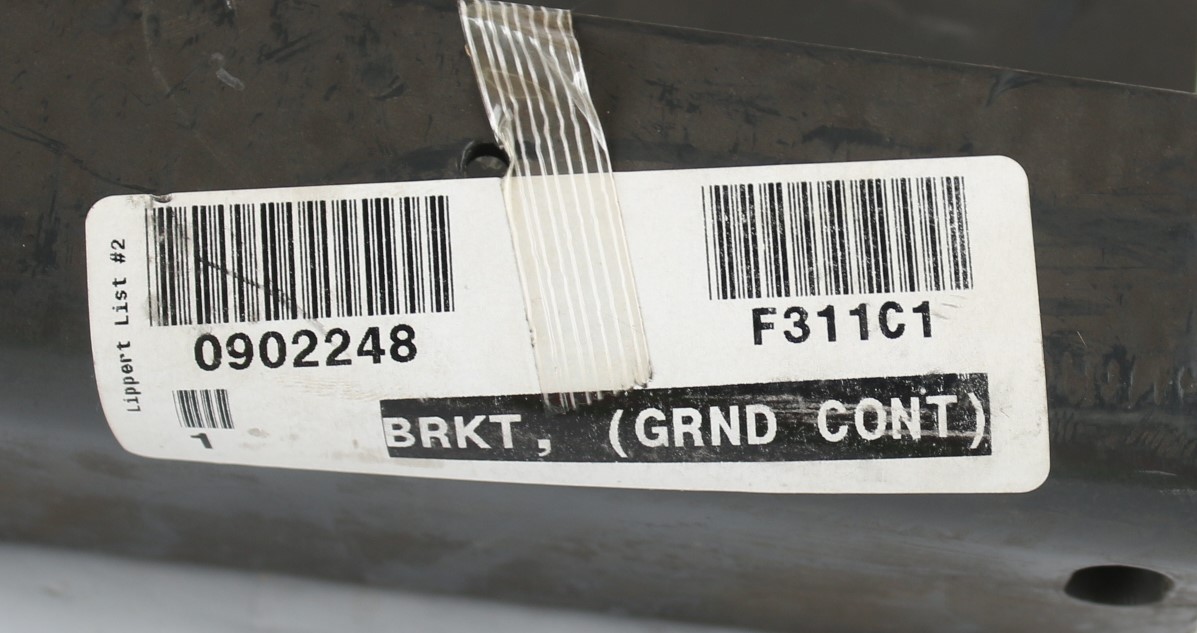 Lippert List #2
0902248
F311C1
1
BRKT, (GRND CONT)